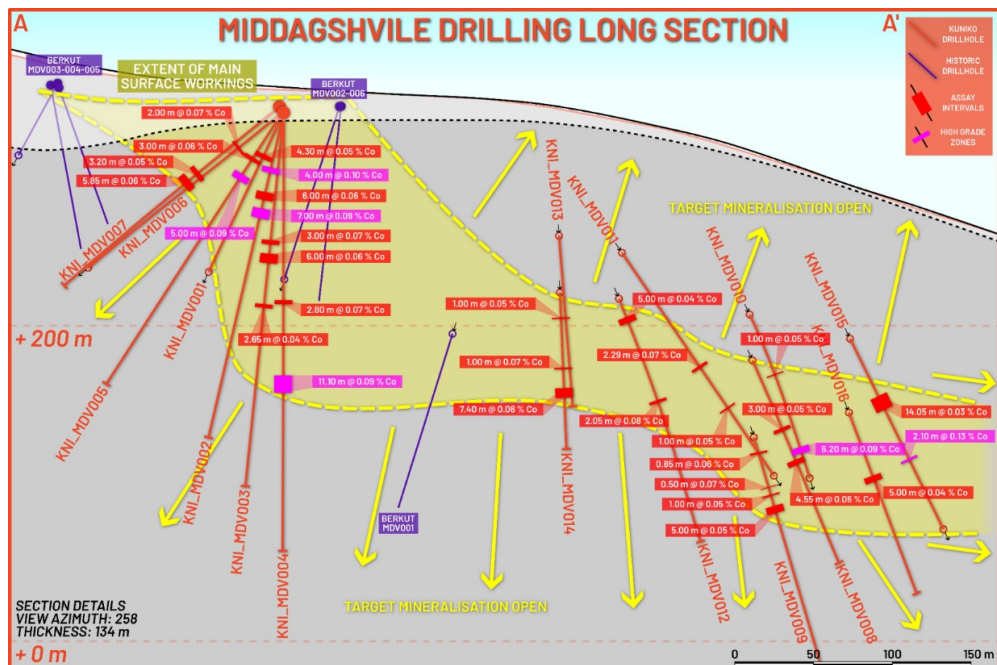 MIDDAGSHVILE DRILLING LONG SECTION
A
A'
KUNIKO
DRILLHOLE
HISTORIC
DRILLHOLE
ASSAY
INTERVALS
HIGH GRADE
ZONES
BERKUT
MDV003-004-005
EXTENT OF MAIN
SURFACE WORKINGS
BERKUT
MDV002-006
2.00 m @ 0.07 % Co
3.00 m @ 0.06 % Co
3.20 m @ 0.05 % Co
5.85 m @ 0.06 % Co
4.30 m @ 0.05 % Co
4.00 m @ 0.10 % Co
6.00 m @ 0.06 % Co
7.00 m @ 0.09 % Co
5.00 m @ 0.09 % Co
3.00 m @ 0.07 % Co
6.00 m @ 0.06 % Co
2.80 m @ 0.07 % Co
2.65 m @ 0.04 % Co
11.10 m @ 0.09 % Co
KNI_MDV007
KNI_MDV006
KNI_MDV001
KNI_MDV005
KNI_MDV002
KNI_MDV003
KNI_MDV004
BERKUT
MDV001
KNI_MDV013
KNI_MDV011
KNI_MDV010
KNI_MDV015
KNI_MDV016
TARGET MINERALISATION OPEN
1.00 m @ 0.05 % Co
1.00 m @ 0.07 % Co
7.40 m @ 0.06 % Co
5.00 m @ 0.04 % Co
2.29 m @ 0.07 % Co
2.05 m @ 0.08 % Co
1.00 m @ 0.05 % Co
3.00 m @ 0.05 % Co
1.00 m @ 0.05 % Co
0.85 m @ 0.06 % Co
0.50 m @ 0.07 % Co
1.00 m @ 0.05 % Co
5.00 m @ 0.05 % Co
6.20 m @ 0.09 % Co
4.55 m @ 0.06 % Co
14.05 m @ 0.03 % Co
2.10 m @ 0.13 % Co
5.00 m @ 0.04 % Co
KNI_MDV014
KNI_MDV012
KNI_MDV009
KNI_MDV008
+ 200 m
TARGET MINERALISATION OPEN
SECTION DETAILS
VIEW AZIMUTH: 258
THICKNESS: 134 m
+ 0 m
0 50 100 150 m